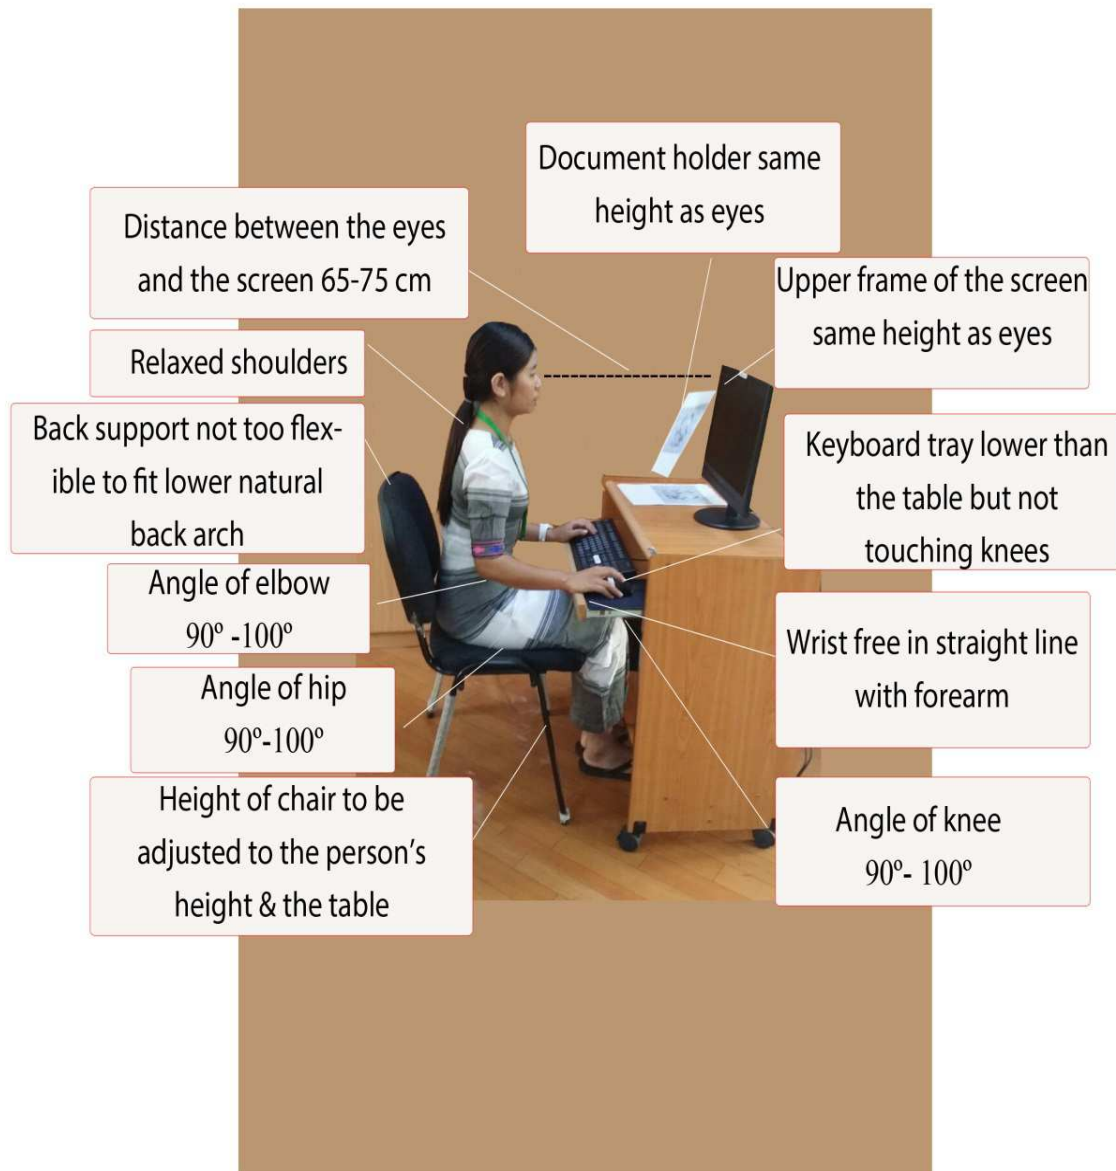 Document holder same
height as eyes
Distance between the eyes
and the screen 65-75 cm
Upper frame of the screen
same height as eyes
Relaxed shoulders
Back support not too flex-
ible to fit lower natural
back arch
Keyboard tray lower than
the table but not
touching knees
Angle of elbow
90º -100º
Wrist free in straight line
with forearm
Angle of hip
90º-100º
Height of chair to be
adjusted to the person's
height & the table
Angle of knee
90º- 100º